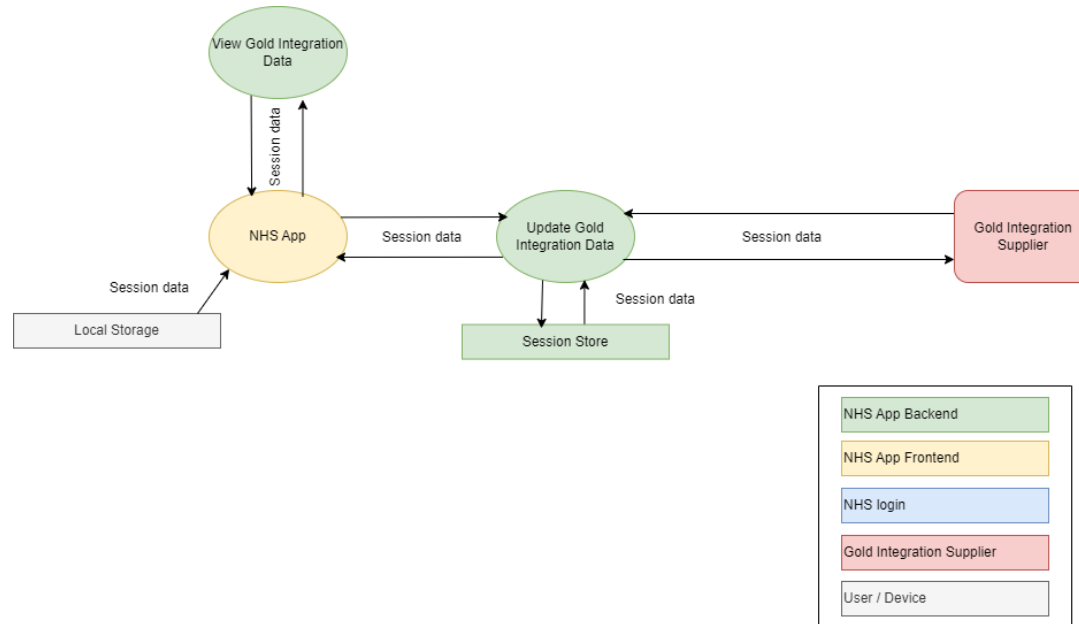 View Gold Integration
Data
Session data
NHS App
Session data
Update Gold
Integration Data
Session data
Gold Integration
Supplier
Session data
Local Storage
Session data
Session Store
NHS App Backend
NHS App Frontend
NHS login
Gold Integration Supplier
User / Device